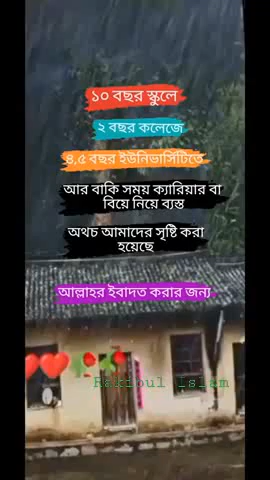 ১০ বছর স্কুলে
২ বছর কলেজে
৪,৫ বছর ইউনিভার্সিটিতে
আর বাকি সময় ক্যারিয়ার বা
বিয়ে নিয়ে ব্যস্ত
অথচ আমাদের সৃষ্টি করা
হয়েছে
আল্লাহর ইবাদত করার জন্য
Rakibul Islam